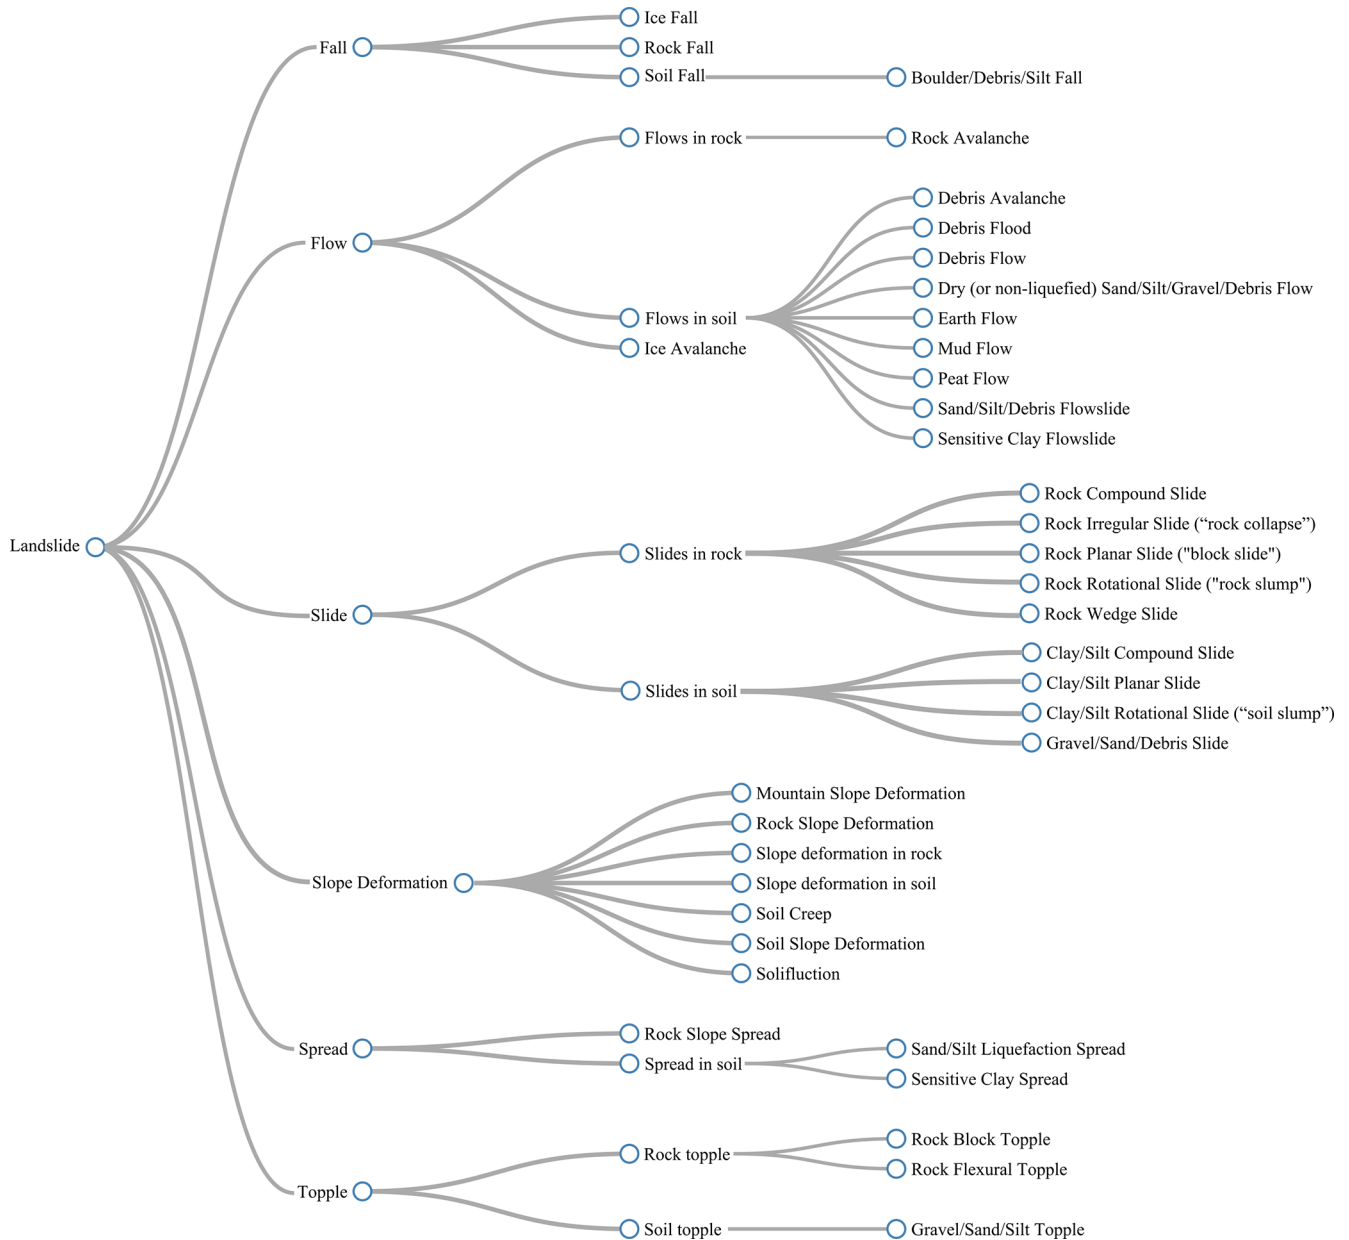 Ice Fall
Fall
Rock Fall
Soil Fall
Boulder/Debris/Silt Fall
Flows in rock
Rock Avalanche
Debris Avalanche
Debris Flood
Flow
Debris Flow
Dry (or non-liquefied) Sand/Silt/Gravel/Debris Flow
Flows in soil
Earth Flow
Ice Avalanche
Mud Flow
Peat Flow
Sand/Silt/Debris Flowslide
Sensitive Clay Flowslide
Rock Compound Slide
Rock Irregular Slide (“rock collapse”)
Landslide
Slides in rock
Rock Planar Slide ("block slide")
Rock Rotational Slide ("rock slump")
Slide
Rock Wedge Slide
Clay/Silt Compound Slide
Slides in soil
Clay/Silt Planar Slide
Clay/Silt Rotational Slide (“soil slump”)
Gravel/Sand/Debris Slide
Mountain Slope Deformation
Rock Slope Deformation
Slope deformation in rock
Slope Deformation
Slope deformation in soil
Soil Creep
Soil Slope Deformation
Solifluction
Rock Slope Spread
Spread
Sand/Silt Liquefaction Spread
Spread in soil
Sensitive Clay Spread
Rock Block Topple
Rock topple
Rock Flexural Topple
Topple
Soil topple
Gravel/Sand/Silt Topple